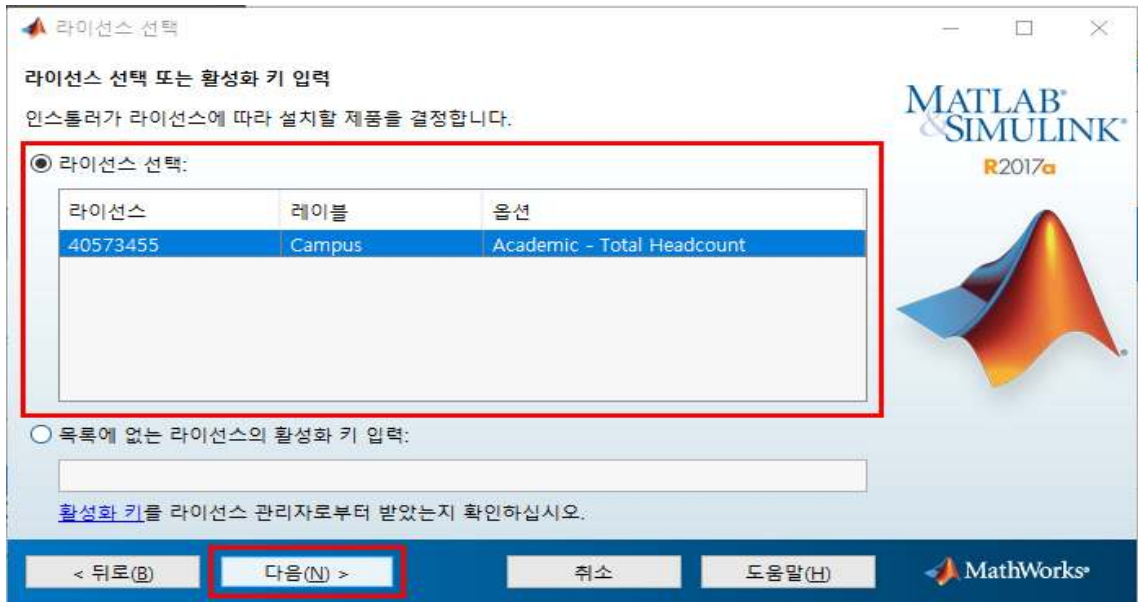 라이선스 선택
라이선스 선택 또는 활성화 키 입력
인스톨러가 라이선스에 따라 설치할 제품을 결정합니다.
MATLAB®
&SIMULINK®
R2017a
라이선스 선택:
라이선스 레이블 옵션
40573455 Campus Academic - Total Headcount
목록에 없는 라이선스의 활성화 키 입력:
활성화 키를 라이선스 관리자로부터 받았는지 확인하십시오.
< 뒤로(B) 다음(N) > 취소 도움말(H) MathWorks®